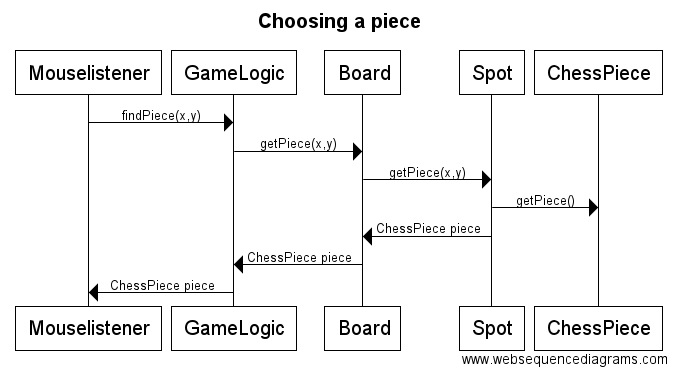 Choosing a piece
Mouselistener GameLogic Board Spot ChessPiece
findPiece(x,y)
getPiece(x,y)
getPiece(x,y)
getPiece()
ChessPiece piece
ChessPiece piece
ChessPiece piece
Mouselistener GameLogic Board Spot ChessPiece
www.websequencediagrams.com